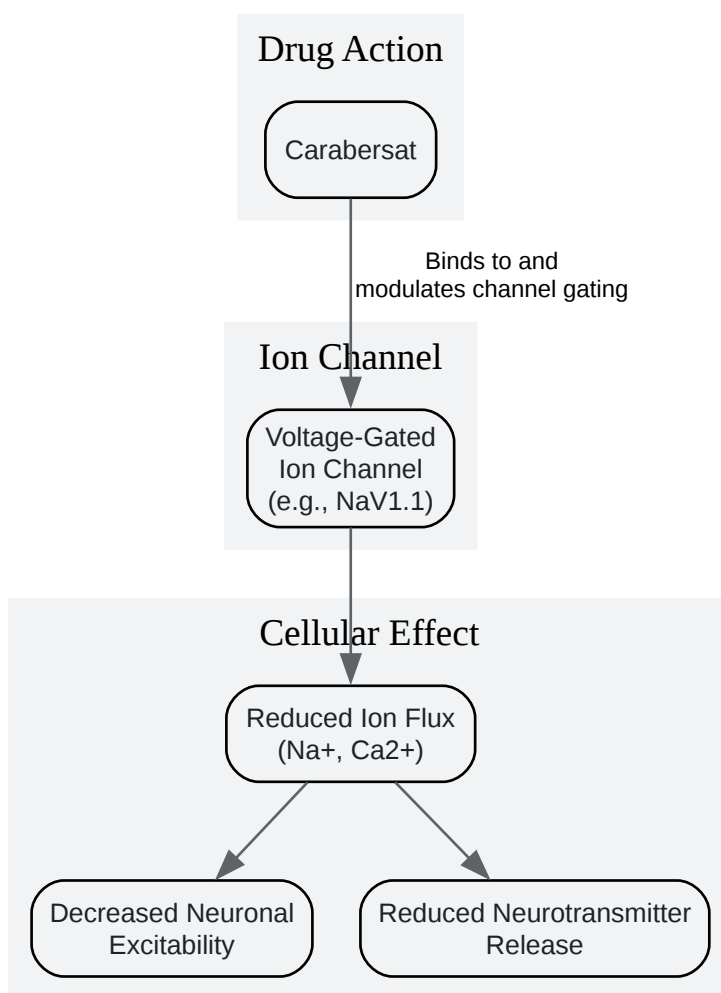 Drug Action
Carabersat
Binds to and
modulates channel gating
Ion Channel
Voltage-Gated
Ion Channel
(e.g., NaV1.1)
Cellular Effect
Reduced Ion Flux
(Na+, Ca2+)
Decreased Neuronal
Excitability
Reduced Neurotransmitter
Release